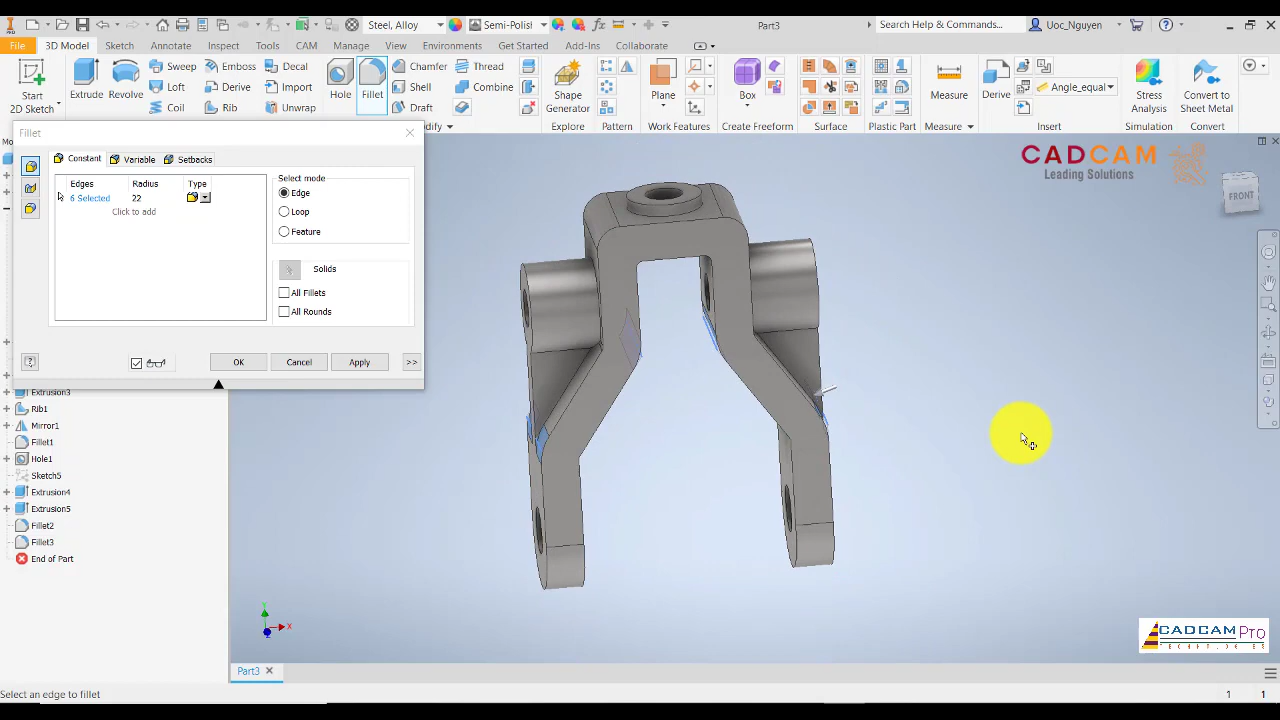 Steel, Alloy
Semi-Polis
Part3
Search Help & Commands...
Uoc_Nguyen
File
3D Model
Sketch
Annotate
Inspect
Tools
CAM
Manage
View
Environments
Get Started
Add-Ins
Collaborate
Start
2D Sketch
Extrude
Revolve
Sweep
Loft
Coil
Emboss
Derive
Rib
Decal
Import
Unwrap
Hole
Fillet
Chamfer
Shell
Draft
Thread
Combine
Shape
Generator
Plane
Box
Measure
Derive
Angle_equal
Stress
Analysis
Convert to
Sheet Metal
Explore
Pattern
Work Features
Create Freeform
Surface
Plastic Part
Measure
Insert
Simulation
Convert
Fillet
Constant
Variable
Setbacks
Edges
Radius
Type
6 Selected
22
Click to add
Select mode
Edge
Loop
Feature
Solids
All Fillets
All Rounds
OK
Cancel
Apply
>>
Extrusion3
Rib1
Mirror1
Fillet1
Hole1
Sketch5
Extrusion4
Extrusion5
Fillet2
Fillet3
End of Part
CADCAM
Leading Solutions
FRONT
X
CADCAM Pro
Part3
Select an edge to fillet
1
1